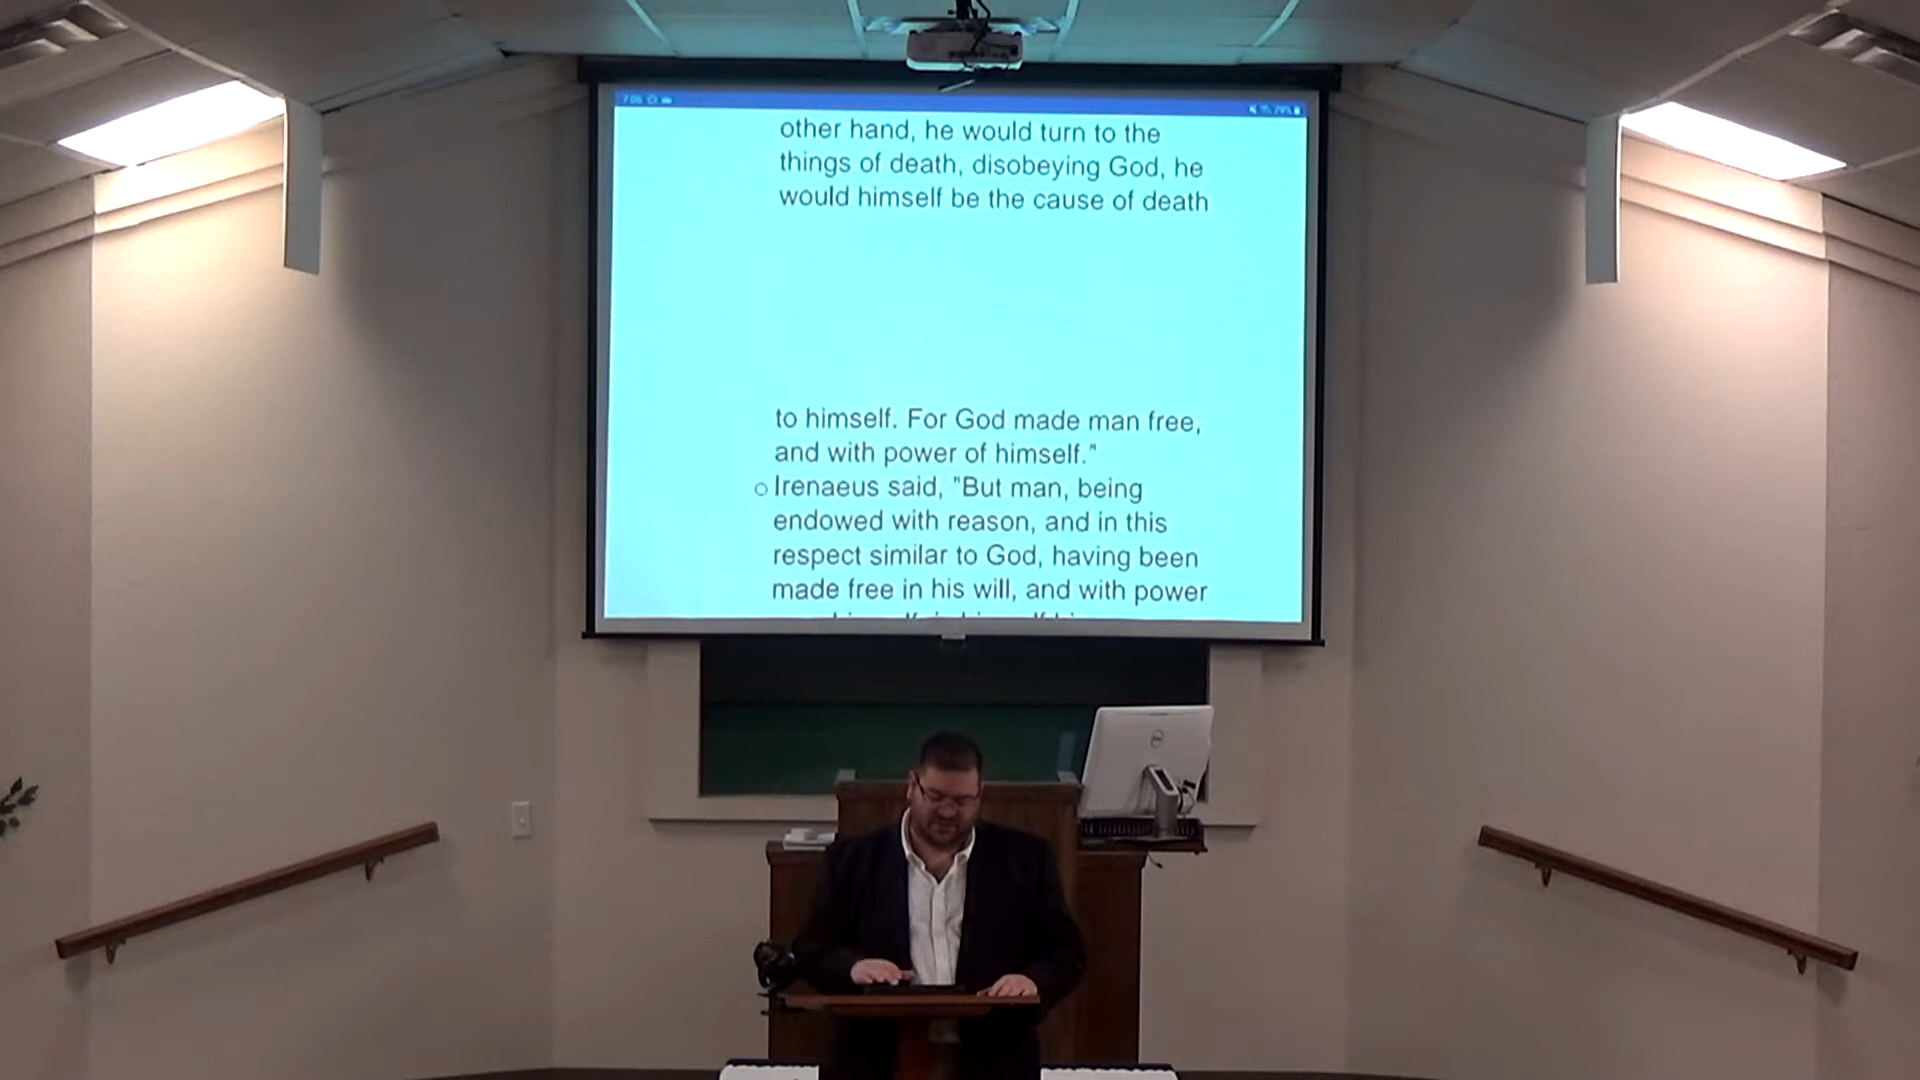 7:06
79%
other hand, he would turn to the
things of death, disobeying God, he
would himself be the cause of death
to himself. For God made man free,
and with power of himself."
Irenaeus said, "But man, being
endowed with reason, and in this
respect similar to God, having been
made free in his will, and with power